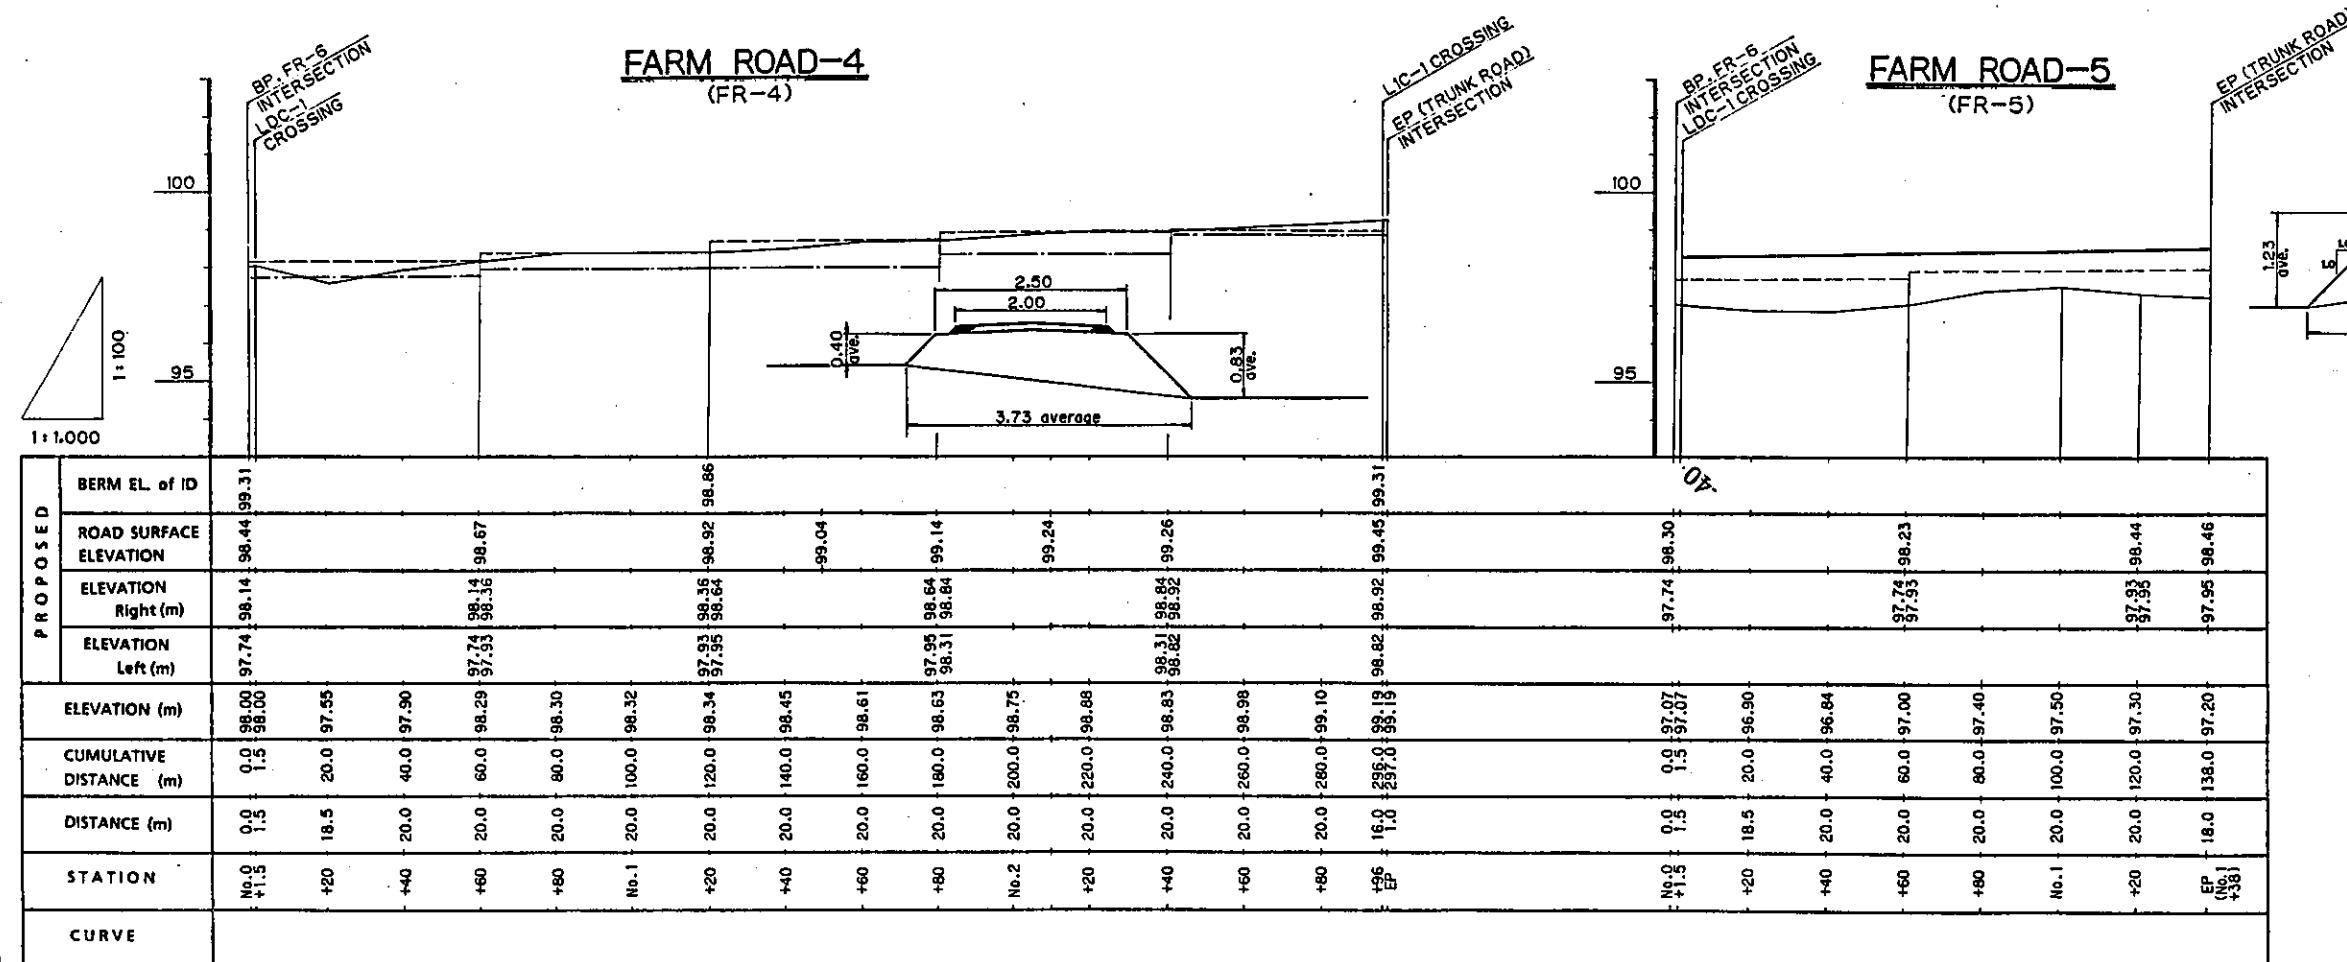 FARM ROAD-4
(FR-4)
BP, FR-6
INTERSECTION
LDC-1
CROSSING
L1C-1 CROSSING
EP (TRUNK ROAD)
INTERSECTION
100
95
1:100
1:1.000
2.50
2.00
0.40
ave.
0.83
ave.
3.73 average
FARM ROAD-5
(FR-5)
BP, FR-6
INTERSECTION
LDC-1 CROSSING
EP (TRUNK ROAD)
INTERSECTION
100
95
1.23
ave.
1.0
PROPOSED
BERM EL. of ID 99.31 98.86 99.31 .40
ROAD SURFACE
ELEVATION 98.44 98.67 98.92 99.04 99.14 99.24 99.26 99.45 98.30 98.23 98.44 98.46
ELEVATION
Right (m) 98.14 98.14 98.36 98.36 98.64 98.64 98.84 98.84 98.92 98.92 97.74 97.74 97.93 97.93 97.95 97.95
ELEVATION
Left (m) 97.74 97.74 97.93 97.93 97.95 97.95 98.31 98.31 98.82 98.82
ELEVATION (m) 98.00 98.00 97.55 97.90 98.29 98.30 98.32 98.34 98.45 98.61 98.63 98.75 98.88 98.83 98.98 99.10 99.19 99.19 97.07 97.07 96.90 96.84 97.00 97.40 97.50 97.30 97.20
CUMULATIVE
DISTANCE (m) 0.0 1.5 20.0 40.0 60.0 80.0 100.0 120.0 140.0 160.0 180.0 200.0 220.0 240.0 260.0 280.0 296.0 297.0 0.0 1.5 20.0 40.0 60.0 80.0 100.0 120.0 138.0
DISTANCE (m) 0.0 1.5 18.5 20.0 20.0 20.0 20.0 20.0 20.0 20.0 20.0 20.0 20.0 20.0 20.0 20.0 16.0 1.0 0.0 1.5 18.5 20.0 20.0 20.0 20.0 20.0 18.0
STATION No.0 +1.5 +20 +40 +60 +80 No.1 +20 +40 +60 +80 No.2 +20 +40 +60 +80 +96 EP No.0 +1.5 +20 +40 +60 +80 No.1 +20 EP (No.1 +38)
CURVE